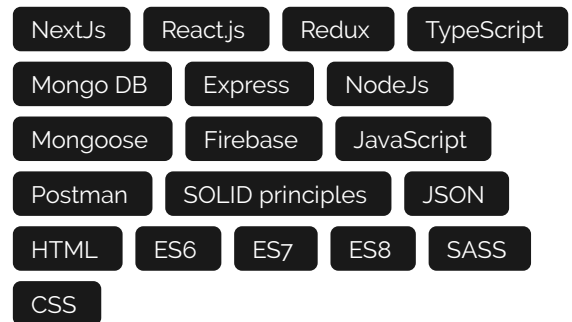 NextJs React.js Redux TypeScript
Mongo DB Express NodeJs
Mongoose Firebase JavaScript
Postman SOLID principles JSON
HTML ES6 ES7 ES8 SASS
CSS